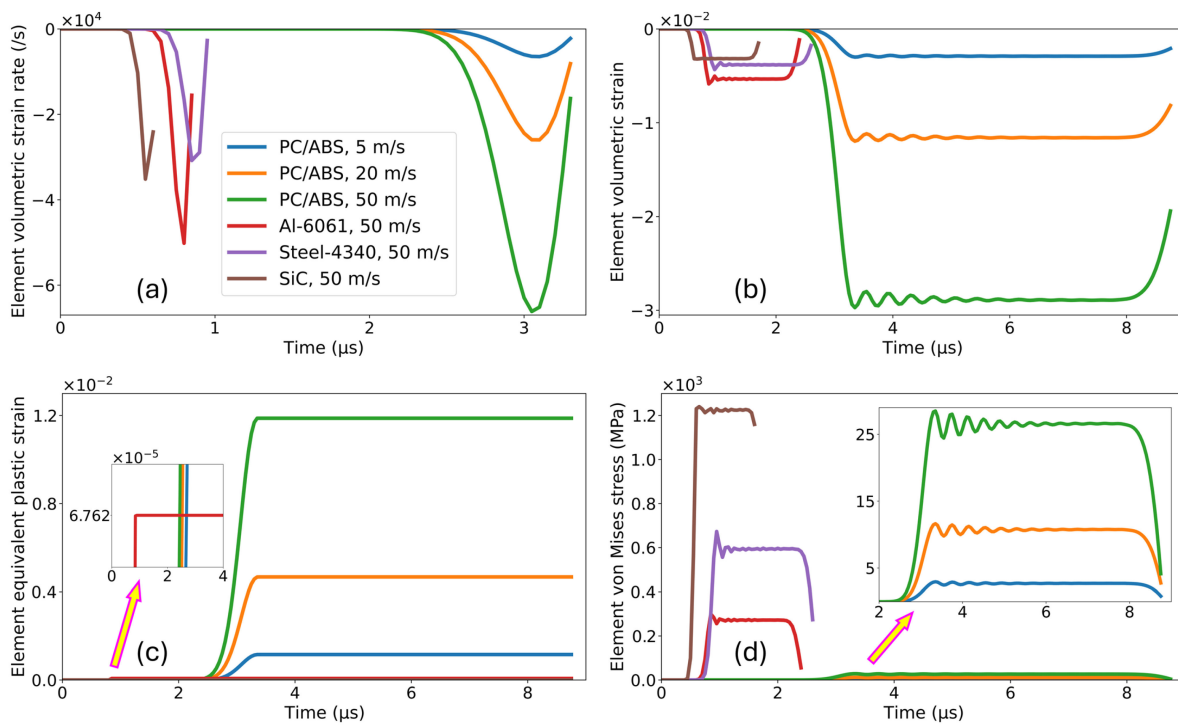 ×10⁴
Element volumetric strain rate (/s)
0
−2
−4
−6
PC/ABS, 5 m/s
PC/ABS, 20 m/s
PC/ABS, 50 m/s
Al-6061, 50 m/s
Steel-4340, 50 m/s
SiC, 50 m/s
(a)
0 1 2 3
Time (μs)
×10⁻²
Element volumetric strain
0
−1
−2
−3
(b)
0 2 4 6 8
Time (μs)
×10⁻²
Element equivalent plastic strain
1.2
0.8
0.4
0.0
×10⁻⁵
6.762
0 2 4
(c)
0 2 4 6 8
Time (μs)
×10³
Element von Mises stress (MPa)
1.2
1.0
0.8
0.6
0.4
0.2
0.0
25
15
5
2 4 6 8
(d)
0 2 4 6 8
Time (μs)